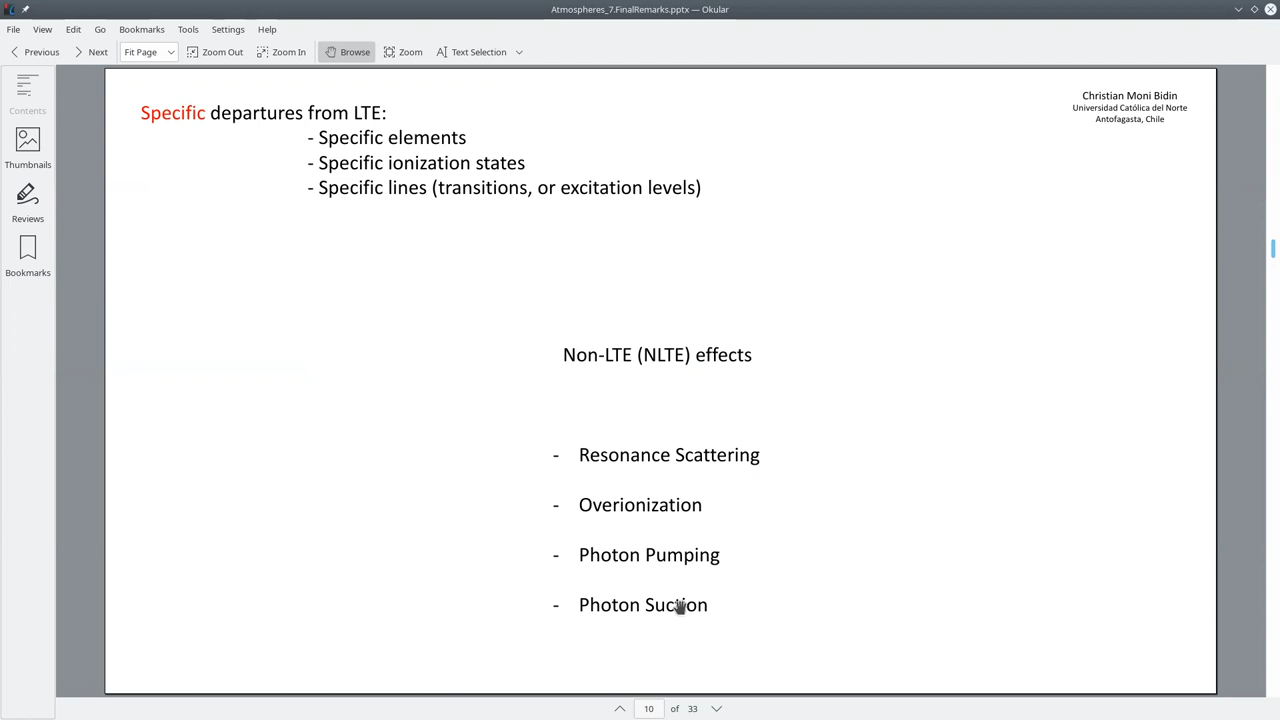 Atmospheres_7.FinalRemarks.pptx — Okular
File View Edit Go Bookmarks Tools Settings Help
Previous Next Fit Page Zoom Out Zoom In Browse Zoom Text Selection
Contents
Thumbnails
Reviews
Bookmarks
Christian Moni Bidin
Universidad Católica del Norte
Antofagasta, Chile
Specific departures from LTE:
- Specific elements
- Specific ionization states
- Specific lines (transitions, or excitation levels)
Non-LTE (NLTE) effects
- Resonance Scattering
- Overionization
- Photon Pumping
- Photon Suction
10 of 33